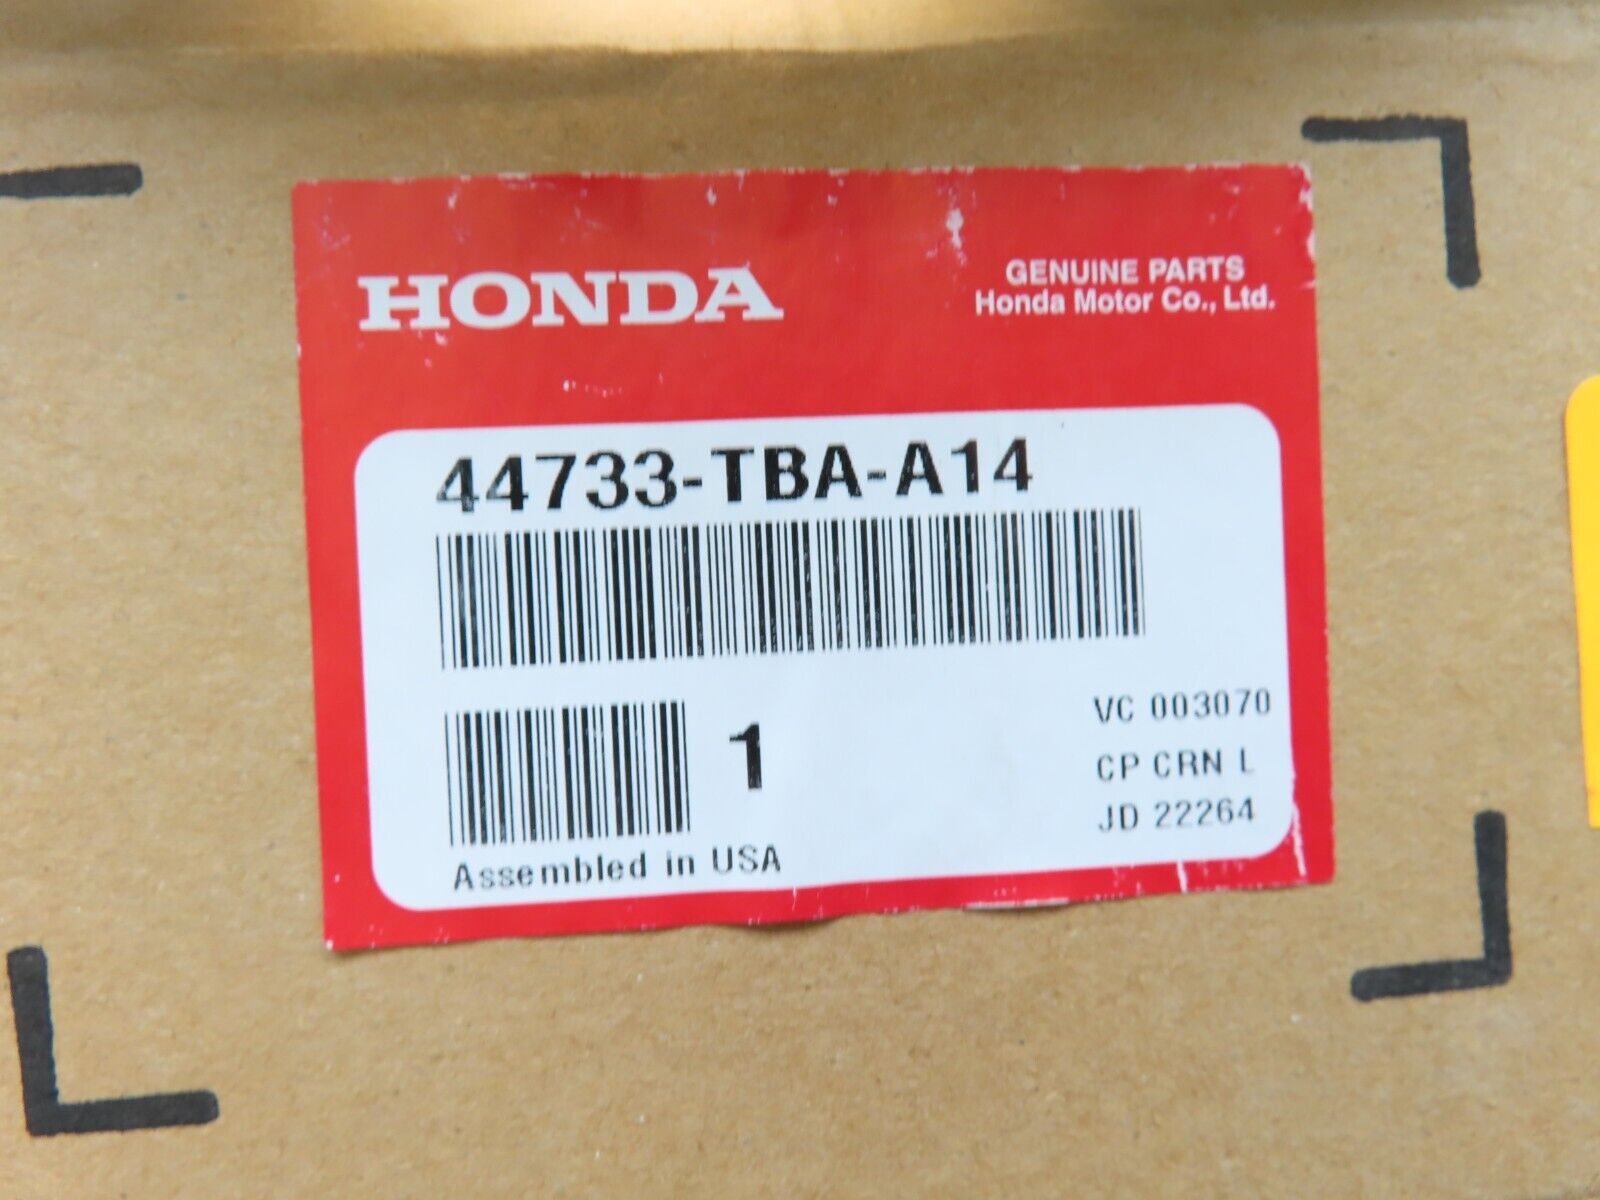 HONDA
GENUINE PARTS
Honda Motor Co., Ltd.
44733-TBA-A14
1
VC 003070
CP CRN L
JD 22264
Assembled in USA